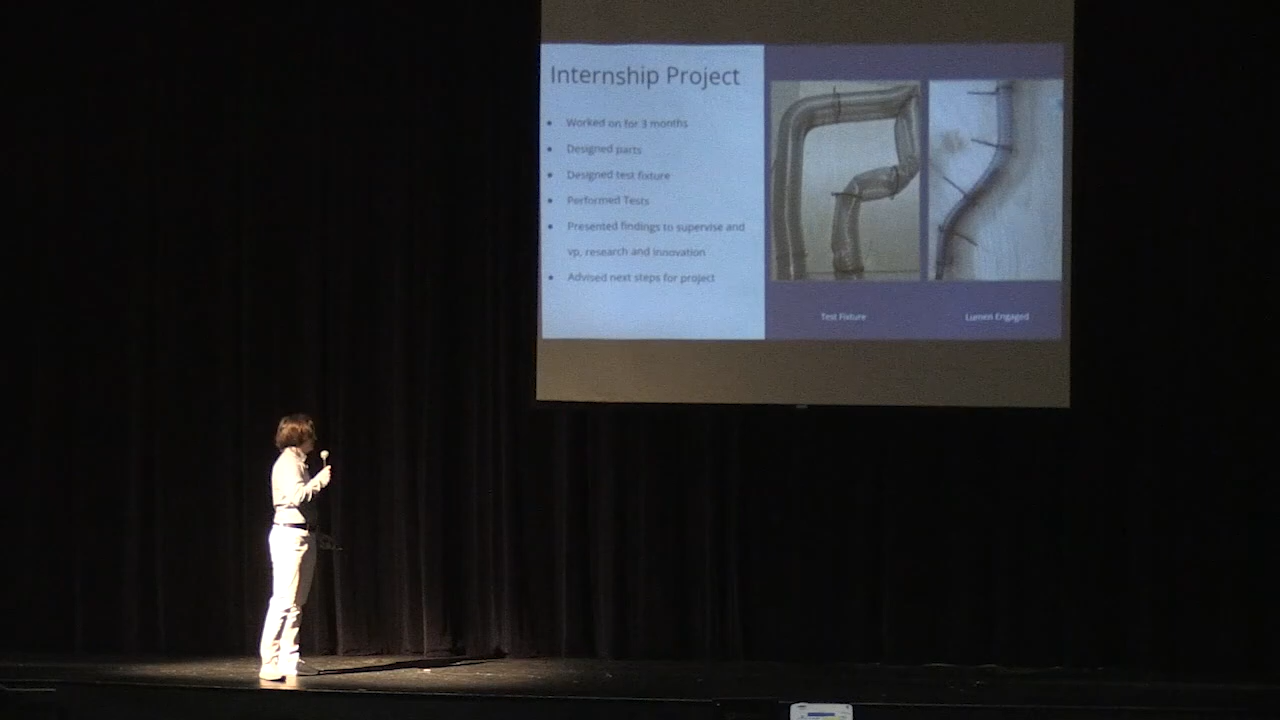 Internship Project
• Worked on for 3 months
• Designed parts
• Designed test fixture
• Performed Tests
• Presented findings to supervise and
vp, research and innovation
• Advised next steps for project
Test Fixture
Lumen Engaged